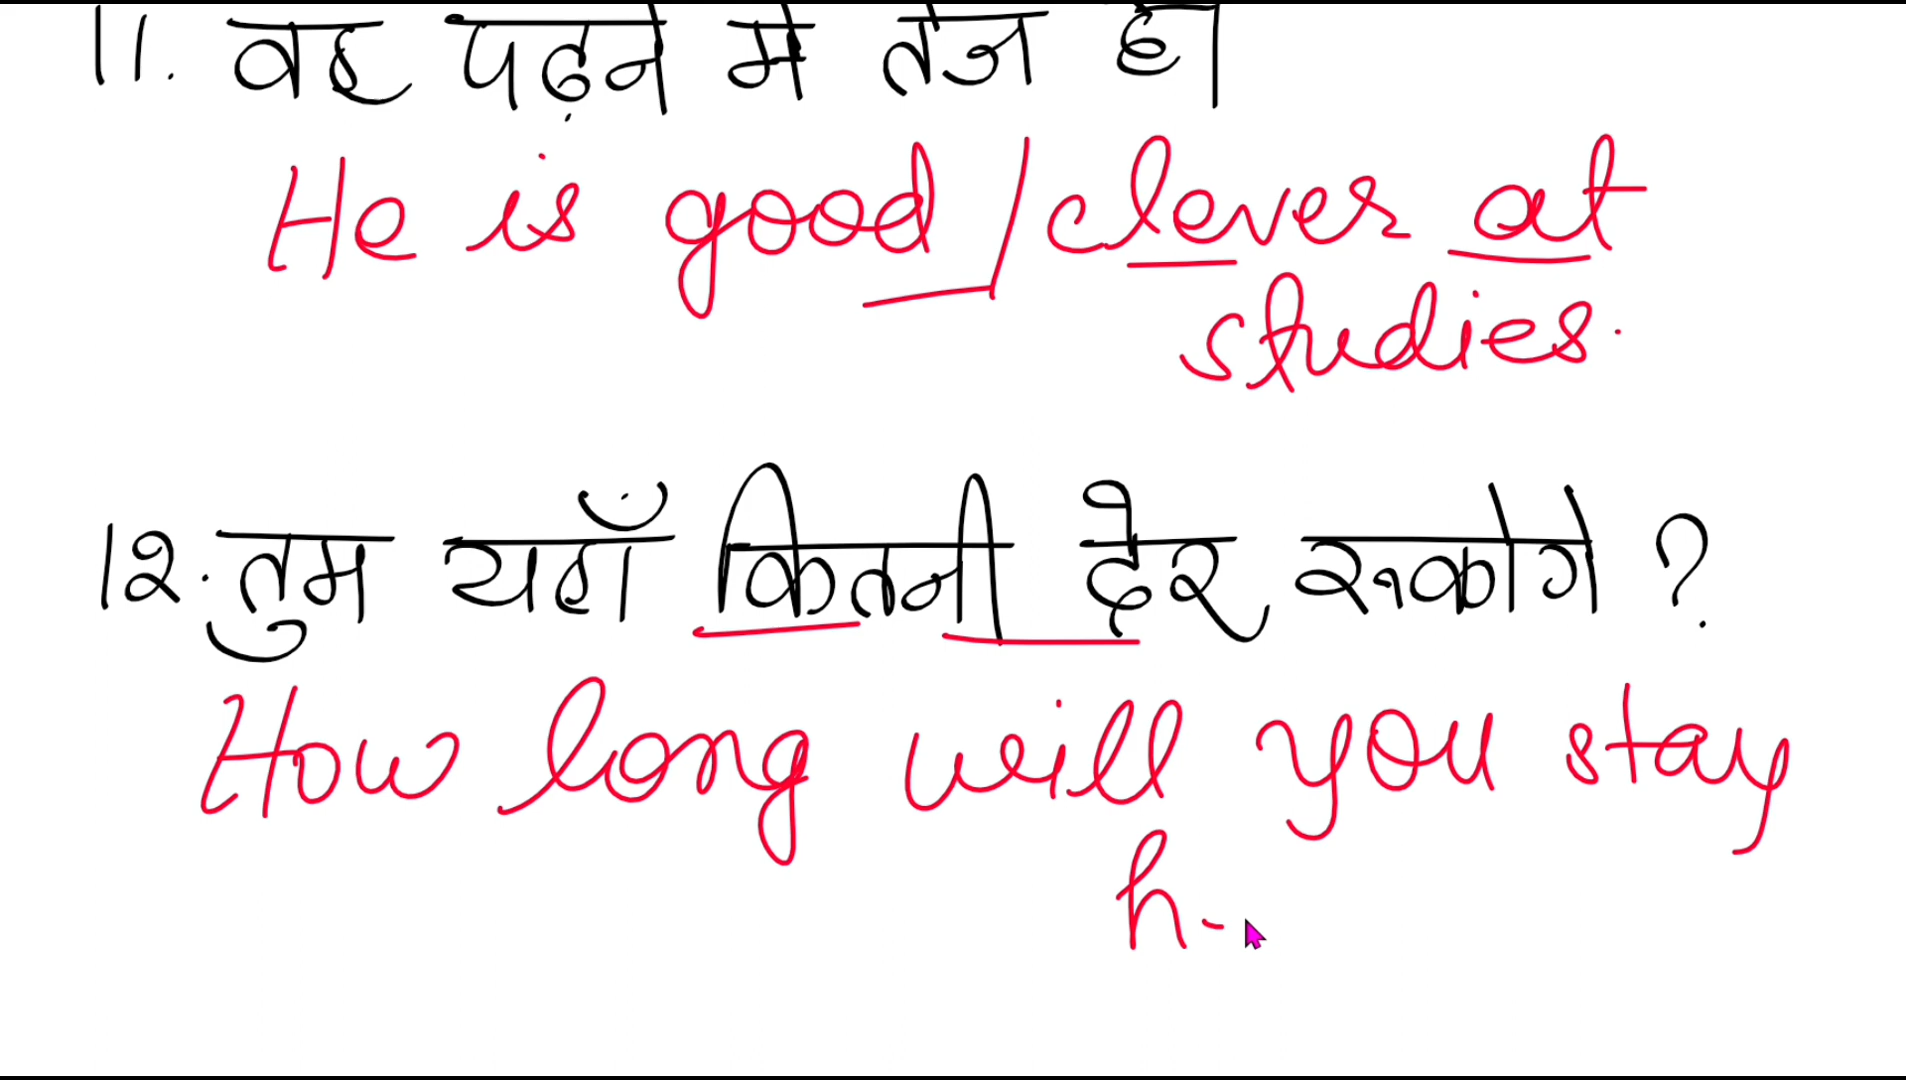 11. वह पढ़ने में तेज है।
He is good/clever at
studies.
12. तुम यहाँ कितनी देर रूकोगे ?
How long will you stay
h-